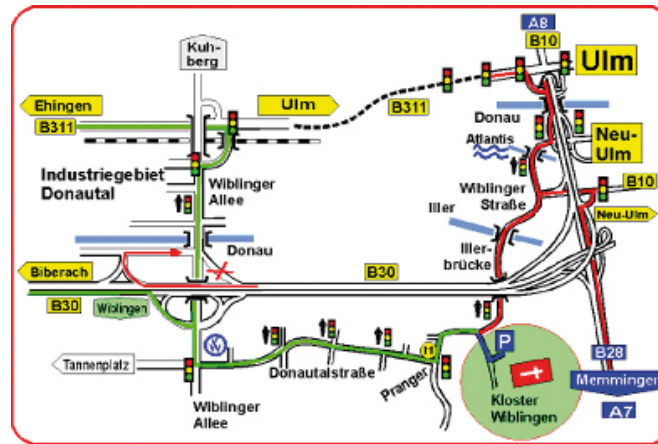 A8
B10
Kuh-
berg
Ulm
Ehingen
Ulm
B311
B311
Donau
Atlantis
Neu-
Ulm
Industriegebiet
Donautal
Wiblinger
Allee
Wiblinger
Straße
B10
Iller
Neu-Ulm
Donau
Iller-
brücke
Biberach
B30
B30
Wiblingen
P
Tannenplatz
Donautalstraße
Pranger
B28
Memmingen
Kloster
Wiblingen
Wiblinger
Allee
A7